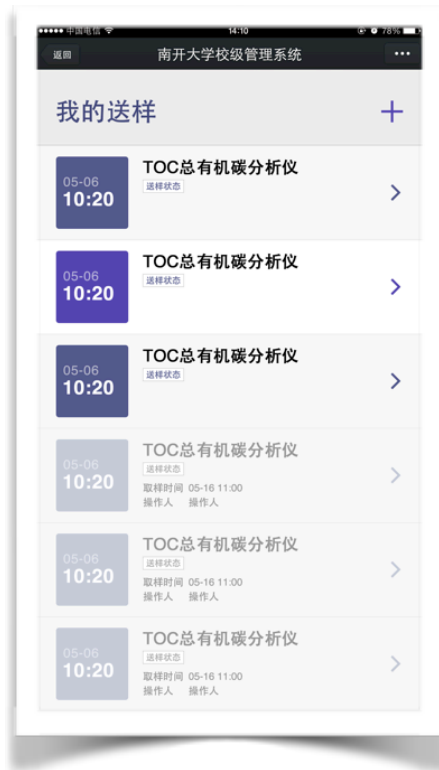 中国电信
14:10
78%
返回
南开大学校级管理系统
我的送样
TOC总有机碳分析仪
送样状态
05-06
10:20
TOC总有机碳分析仪
送样状态
05-06
10:20
TOC总有机碳分析仪
送样状态
05-06
10:20
TOC总有机碳分析仪
送样状态
05-06
10:20
取样时间 05-16 11:00
操作人 操作人
TOC总有机碳分析仪
送样状态
05-06
10:20
取样时间 05-16 11:00
操作人 操作人
TOC总有机碳分析仪
送样状态
05-06
10:20
取样时间 05-16 11:00
操作人 操作人